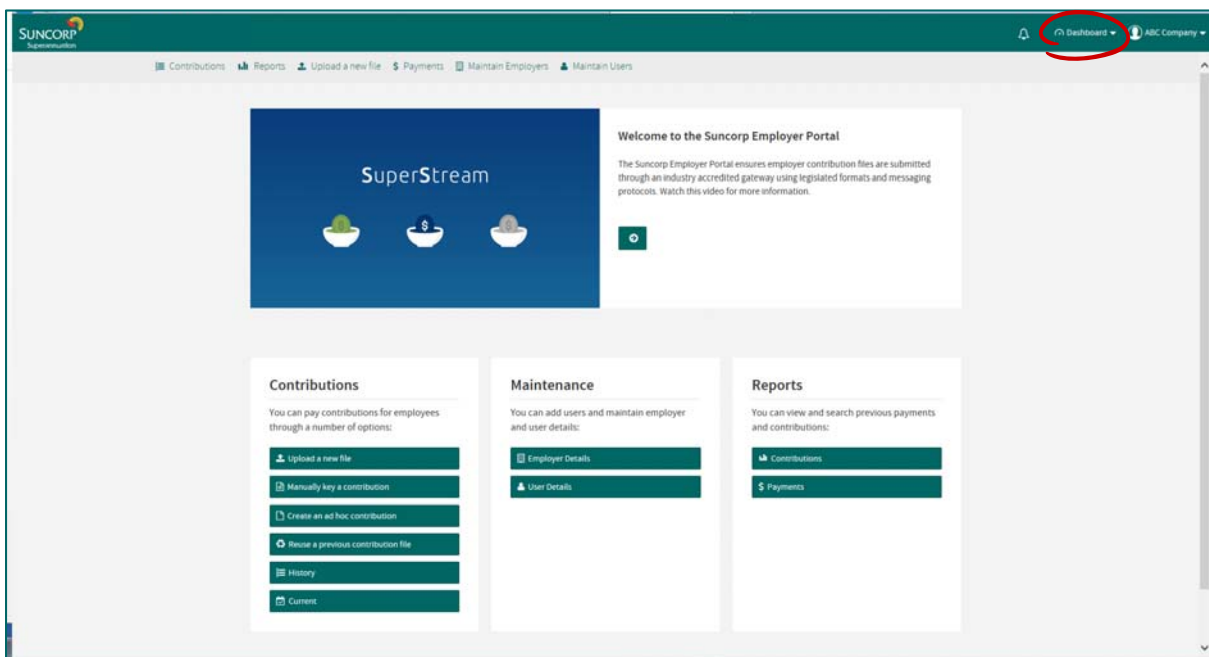 SUNCORP
Superannuation
Dashboard
ABC Company
Contributions Reports Upload a new file $ Payments Maintain Employers Maintain Users
SuperStream
$
Welcome to the Suncorp Employer Portal
The Suncorp Employer Portal ensures employer contribution files are submitted
through an industry accredited gateway using legislated formats and messaging
protocols. Watch this video for more information.
Contributions
You can pay contributions for employees
through a number of options:
Upload a new file
Manually key a contribution
Create an ad hoc contribution
Reuse a previous contribution file
History
Current
Maintenance
You can add users and maintain employer
and user details:
Employer Details
User Details
Reports
You can view and search previous payments
and contributions:
Contributions
$ Payments